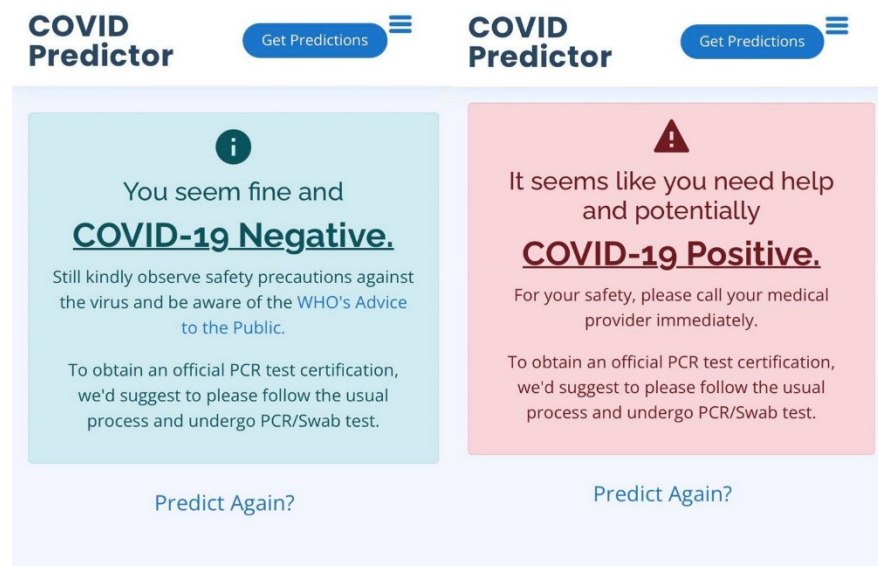 COVID
Predictor
Get Predictions
You seem fine and
COVID-19 Negative.
Still kindly observe safety precautions against
the virus and be aware of the WHO's Advice
to the Public.
To obtain an official PCR test certification,
we'd suggest to please follow the usual
process and undergo PCR/Swab test.
Predict Again?
COVID
Predictor
Get Predictions
It seems like you need help
and potentially
COVID-19 Positive.
For your safety, please call your medical
provider immediately.
To obtain an official PCR test certification,
we'd suggest to please follow the usual
process and undergo PCR/Swab test.
Predict Again?